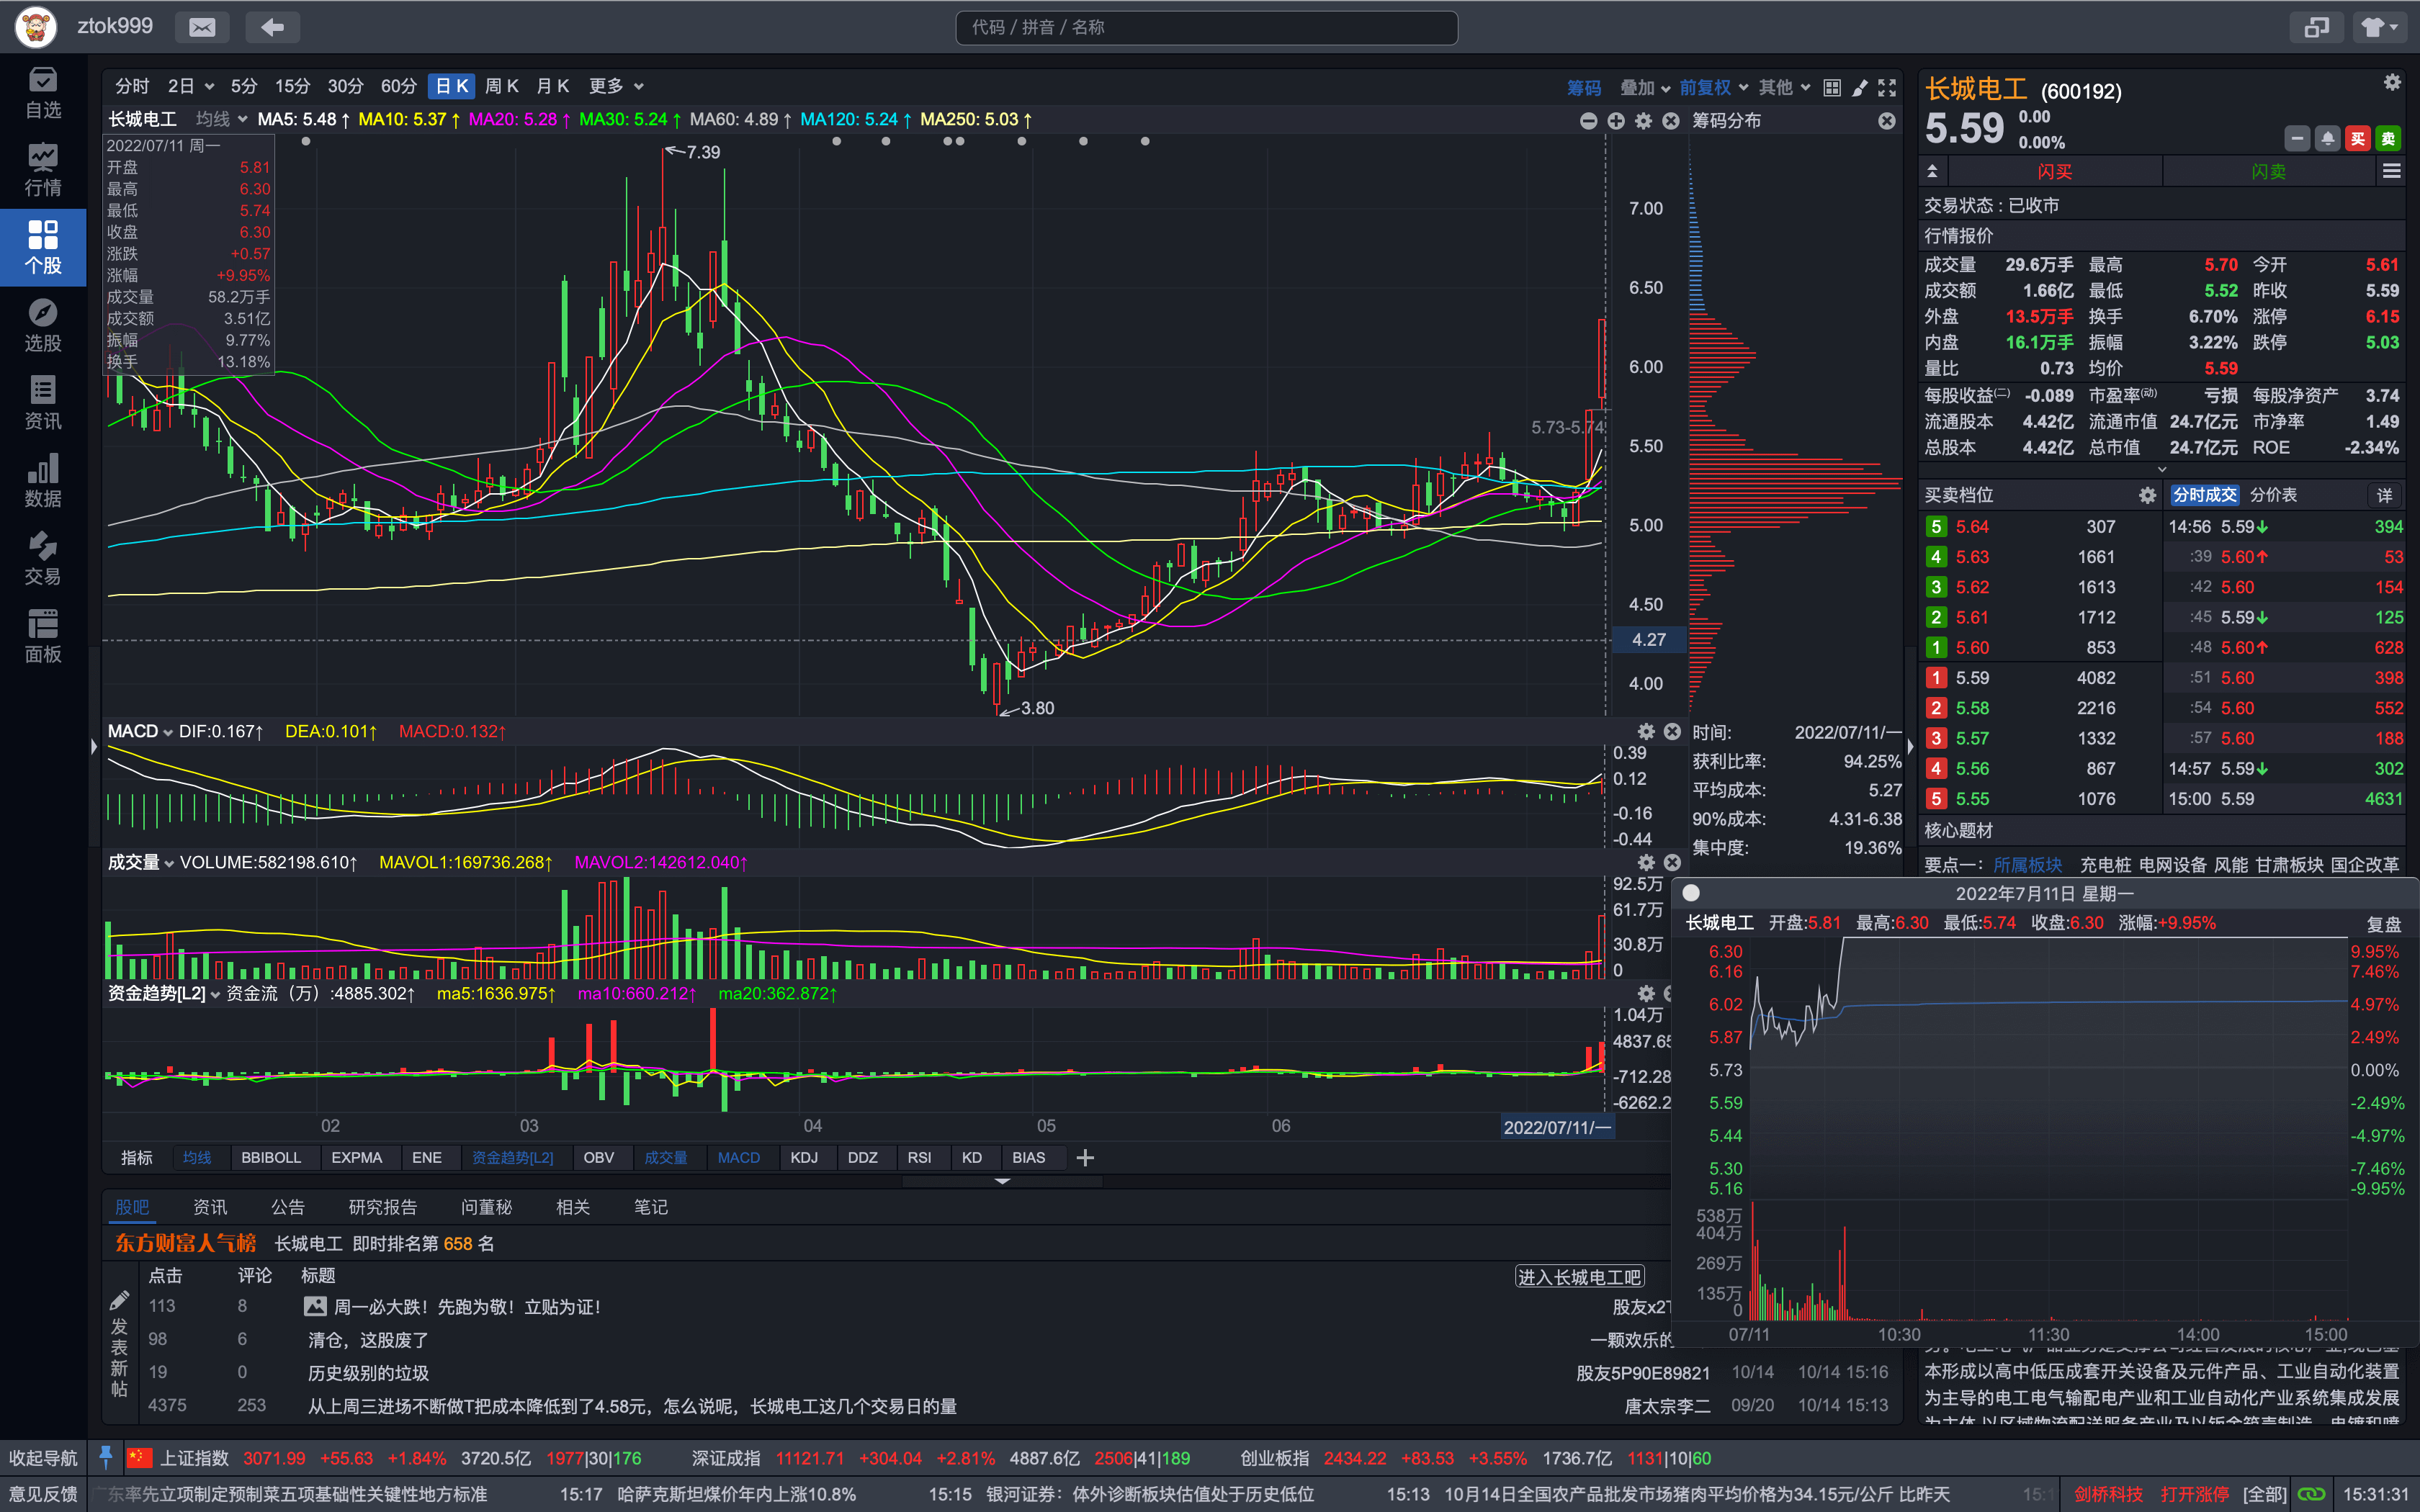 ztok999
代码 / 拼音 / 名称
自选
行情
个股
选股
资讯
数据
交易
面板
分时 2日 5分 15分 30分 60分 日K 周K 月K 更多
筹码 叠加 前复权 其他
长城电工 均线 MA5: 5.48↑ MA10: 5.37↑ MA20: 5.28↑ MA30: 5.24↑ MA60: 4.89↑ MA120: 5.24↑ MA250: 5.03↑
筹码分布
2022/07/11 周一
开盘 5.81
最高 6.30
最低 5.74
收盘 6.30
涨跌 +0.57
涨幅 +9.95%
成交量 58.2万手
成交额 3.51亿
振幅 9.77%
换手 13.18%
7.39
5.73-5.74
3.80
7.00
6.50
6.00
5.50
5.00
4.50
4.27
4.00
MACD DIF:0.167↑ DEA:0.101↑ MACD:0.132↑
0.39
0.12
-0.16
-0.44
时间: 2022/07/11/一
获利比率: 94.25%
平均成本: 5.27
90%成本: 4.31-6.38
集中度: 19.36%
成交量 VOLUME:582198.610↑ MAVOL1:169736.268↑ MAVOL2:142612.040↑
92.5万
61.7万
30.8万
0
资金趋势[L2] 资金流（万）:4885.302↑ ma5:1636.975↑ ma10:660.212↑ ma20:362.872↑
1.04万
4837.65
-712.28
-6262.2
02 03 04 05 06 2022/07/11/一
指标 均线 BBIBOLL EXPMA ENE 资金趋势[L2] OBV 成交量 MACD KDJ DDZ RSI KD BIAS
股吧 资讯 公告 研究报告 问董秘 相关 笔记
东方财富人气榜 长城电工 即时排名第 658 名
点击 评论 标题
进入长城电工吧
发表新帖
113 8 周一必大跌！先跑为敬！立贴为证！ 股友x2
98 6 清仓，这股废了 一颗欢乐的
19 0 历史级别的垃圾 股友5P90E89821 10/14 10/14 15:16
4375 253 从上周三进场不断做T把成本降低到了4.58元，怎么说呢，长城电工这几个交易日的量 唐太宗李二 09/20 10/14 15:13
长城电工 (600192)
5.59 0.00
0.00%
买 卖
闪买 闪卖
交易状态 : 已收市
行情报价
成交量 29.6万手 最高 5.70 今开 5.61
成交额 1.66亿 最低 5.52 昨收 5.59
外盘 13.5万手 换手 6.70% 涨停 6.15
内盘 16.1万手 振幅 3.22% 跌停 5.03
量比 0.73 均价 5.59
每股收益(二) -0.089 市盈率(动) 亏损 每股净资产 3.74
流通股本 4.42亿 流通市值 24.7亿元 市净率 1.49
总股本 4.42亿 总市值 24.7亿元 ROE -2.34%
买卖档位 分时成交 分价表 详
5 5.64 307 14:56 5.59↓ 394
4 5.63 1661 :39 5.60↑ 53
3 5.62 1613 :42 5.60 154
2 5.61 1712 :45 5.59↓ 125
1 5.60 853 :48 5.60↑ 628
1 5.59 4082 :51 5.60 398
2 5.58 2216 :54 5.60 552
3 5.57 1332 :57 5.60 188
4 5.56 867 14:57 5.59↓ 302
5 5.55 1076 15:00 5.59 4631
核心题材
要点一： 所属板块 充电桩 电网设备 风能 甘肃板块 国企改革
2022年7月11日 星期一
长城电工 开盘:5.81 最高:6.30 最低:5.74 收盘:6.30 涨幅:+9.95% 复盘
6.30 9.95%
6.16 7.46%
6.02 4.97%
5.87 2.49%
5.73 0.00%
5.59 -2.49%
5.44 -4.97%
5.30 -7.46%
5.16 -9.95%
538万
404万
269万
135万
0
07/11 10:30 11:30 14:00 15:00
本形成以高中低压成套开关设备及元件产品、工业自动化装置
为主导的电工电气输配电产业和工业自动化产业系统集成发展
收起导航 上证指数 3071.99 +55.63 +1.84% 3720.5亿 1977|30|176 深证成指 11121.71 +304.04 +2.81% 4887.6亿 2506|41|189 创业板指 2434.22 +83.53 +3.55% 1736.7亿 1131|10|60
意见反馈 广东率先立项制定预制菜五项基础性关键性地方标准 15:17 哈萨克斯坦煤价年内上涨10.8% 15:15 银河证券：体外诊断板块估值处于历史低位 15:13 10月14日全国农产品批发市场猪肉平均价格为34.15元/公斤 比昨天 剑桥科技 打开涨停 [全部] 15:31:31